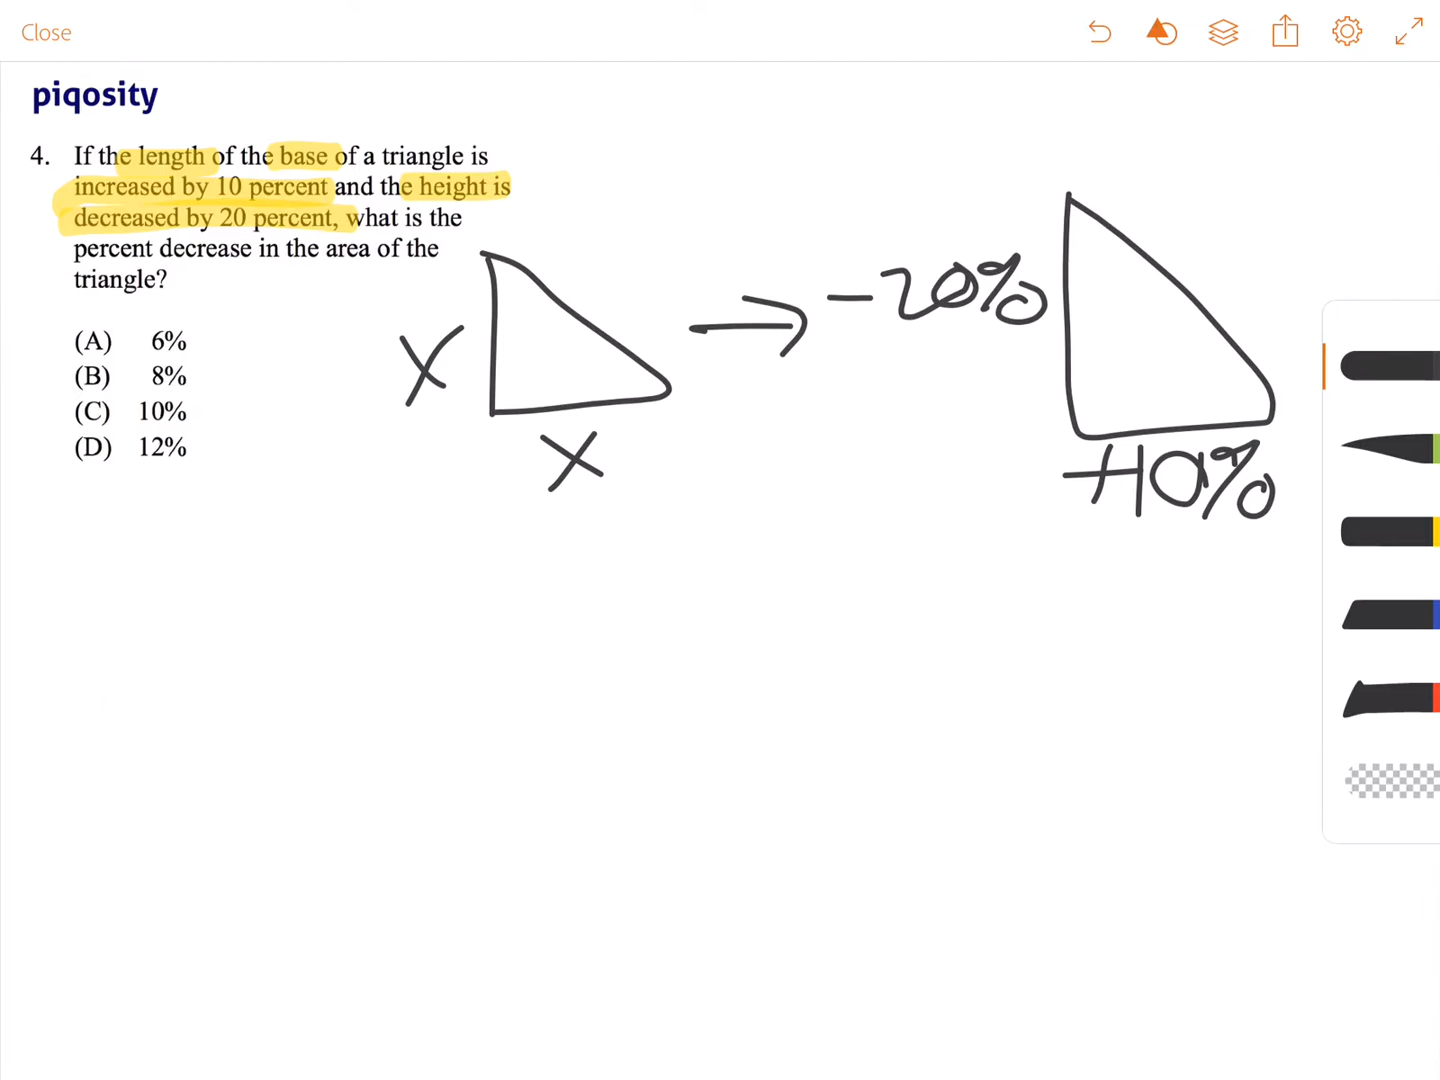 Close
piqosity
4. If the length of the base of a triangle is
increased by 10 percent and the height is
decreased by 20 percent, what is the
percent decrease in the area of the
triangle?
(A) 6%
(B) 8%
(C) 10%
(D) 12%
X
X
-20%
+10%